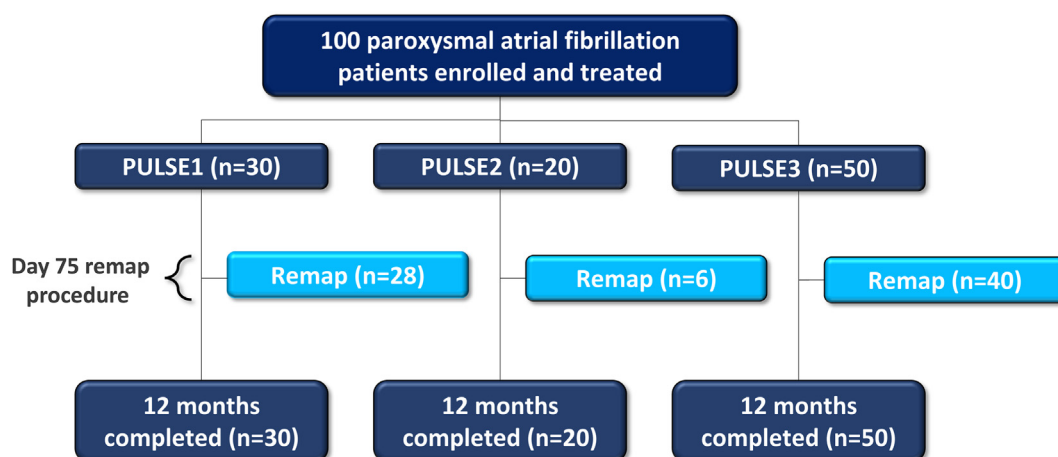 100 paroxysmal atrial fibrillation
patients enrolled and treated
PULSE1 (n=30)
PULSE2 (n=20)
PULSE3 (n=50)
Day 75 remap
procedure
Remap (n=28)
Remap (n=6)
Remap (n=40)
12 months
completed (n=30)
12 months
completed (n=20)
12 months
completed (n=50)